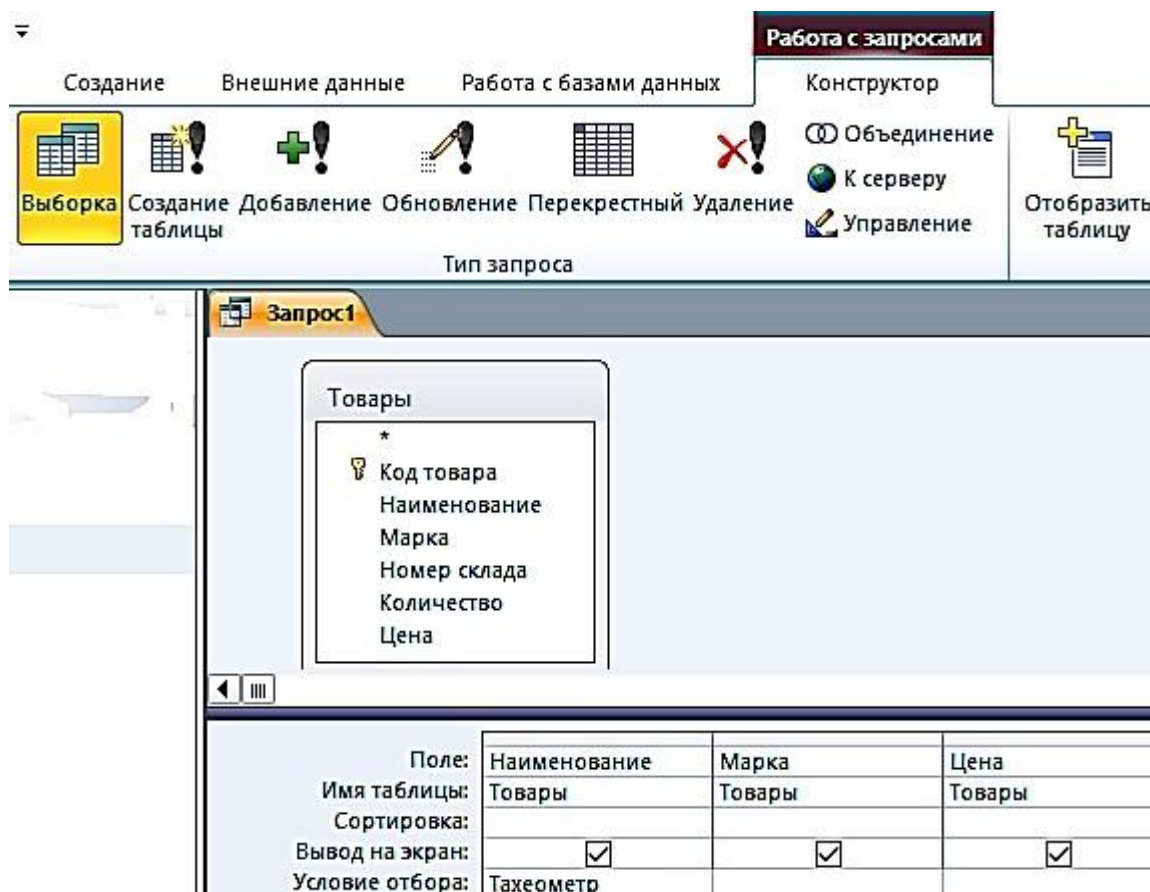 Работа с запросами
Создание Внешние данные Работа с базами данных Конструктор
Выборка Создание таблицы Добавление Обновление Перекрестный Удаление
Объединение
К серверу
Управление
Отобразить таблицу
Тип запроса
Запрос1
Товары
*
Код товара
Наименование
Марка
Номер склада
Количество
Цена
Поле: Наименование Марка Цена
Имя таблицы: Товары Товары Товары
Сортировка:
Вывод на экран:
Условие отбора: Тахеометр